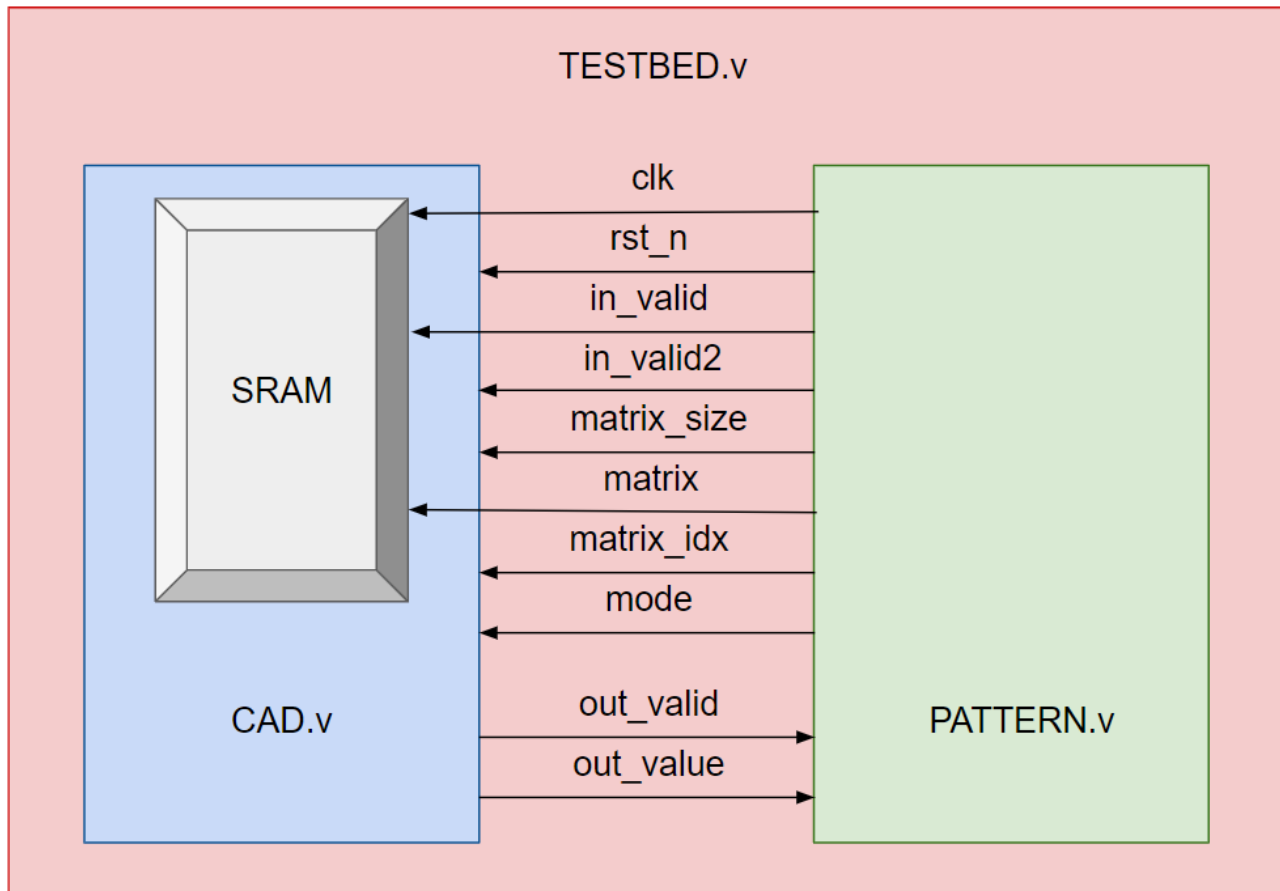 TESTBED.v
clk
rst_n
in_valid
in_valid2
SRAM
matrix_size
matrix
matrix_idx
mode
out_valid
CAD.v
PATTERN.v
out_value